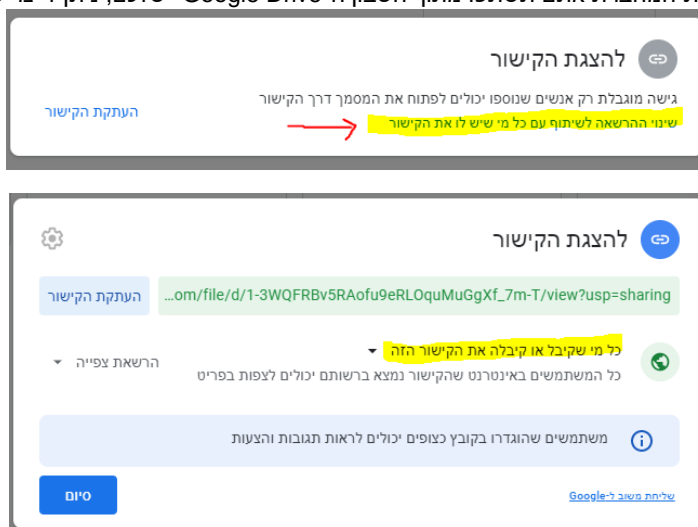 להצגת הקישור
גישה מוגבלת רק אנשים שנוספו יכולים לפתוח את המסמך דרך הקישור
העתקת הקישור
שינוי ההרשאה לשיתוף עם כל מי שיש לו את הקישור
להצגת הקישור
...om/file/d/1-3WQFRBv5RAofu9eRLOquMuGgXf_7m-T/view?usp=sharing
העתקת הקישור
כל מי שקיבל או קיבלה את הקישור הזה
הרשאת צפייה
כל המשתמשים באינטרנט שהקישור נמצא ברשותם יכולים לצפות בפריט
משתמשים שהוגדרו בקובץ כצופים יכולים לראות תגובות והצעות
שליחת משוב ל-Google
סיום